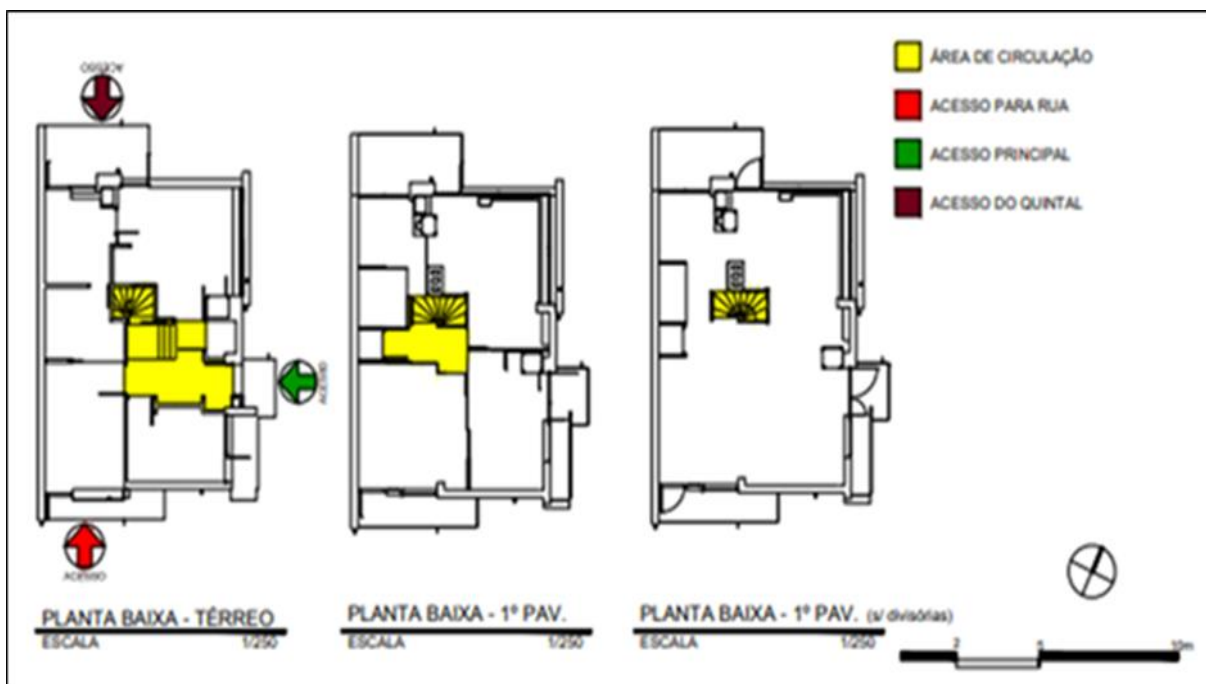 ACESSO
ÁREA DE CIRCULAÇÃO
ACESSO PARA RUA
ACESSO PRINCIPAL
ACESSO DO QUINTAL
ACESSO
ACESSO
PLANTA BAIXA - TÉRREO
ESCALA 1/250
PLANTA BAIXA - 1º PAV.
ESCALA 1/250
PLANTA BAIXA - 1º PAV. (s/ divisórias)
ESCALA 1/250
2 5 10m